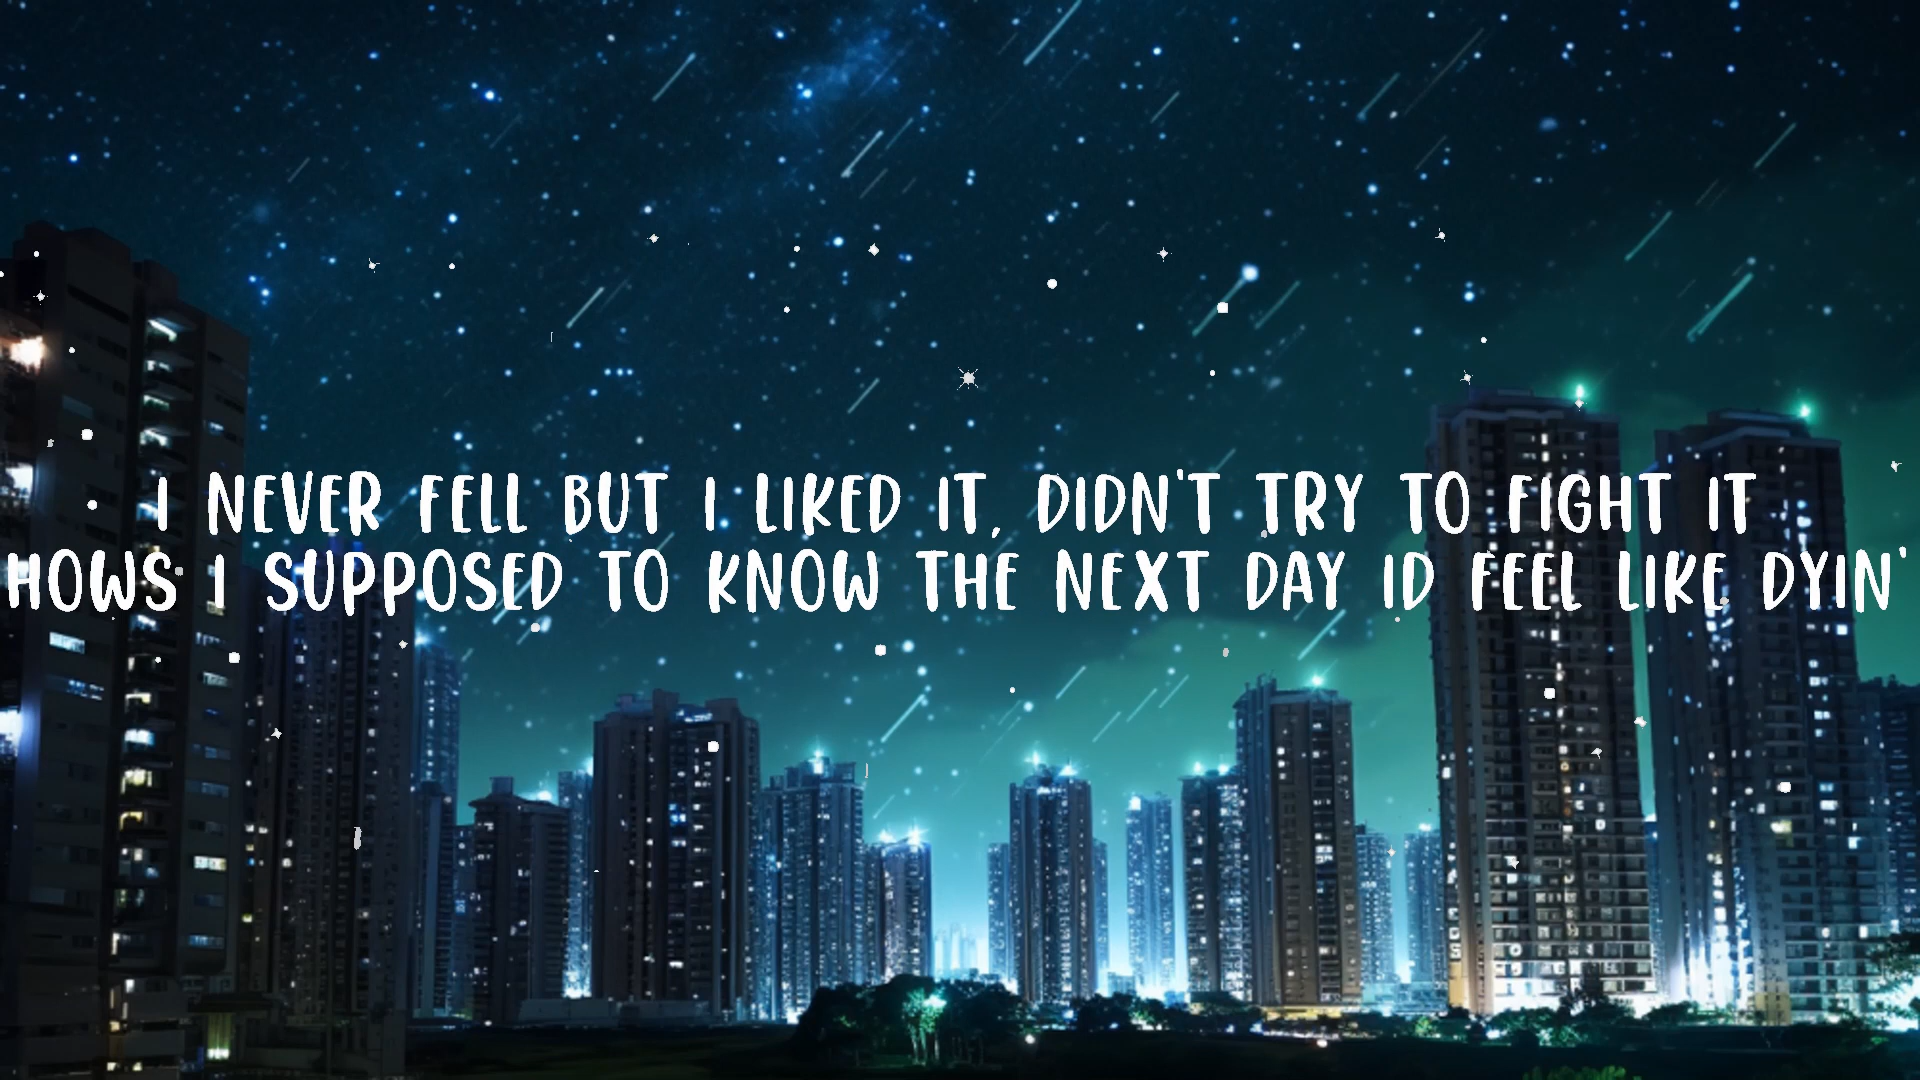 I NEVER FELL BUT I LIKED IT, DIDN'T TRY TO FIGHT IT
HOWS I SUPPOSED TO KNOW THE NEXT DAY ID FEEL LIKE DYIN'